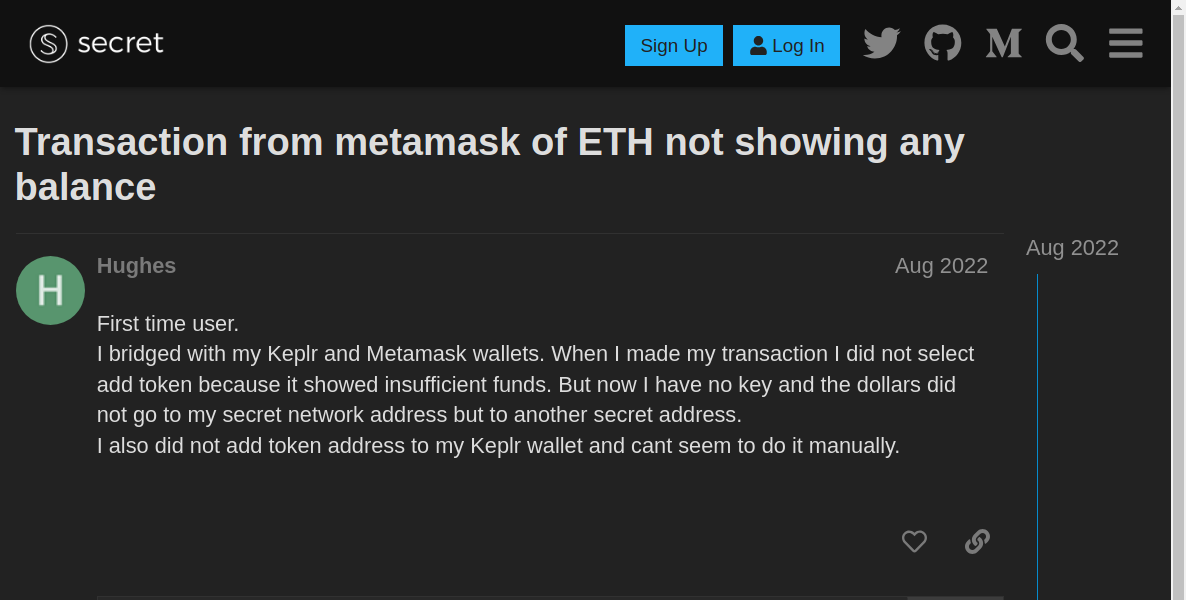 secret
Sign Up
Log In
Transaction from metamask of ETH not showing any
balance
Hughes
Aug 2022
Aug 2022
H
First time user.
I bridged with my Keplr and Metamask wallets. When I made my transaction I did not select
add token because it showed insufficient funds. But now I have no key and the dollars did
not go to my secret network address but to another secret address.
I also did not add token address to my Keplr wallet and cant seem to do it manually.